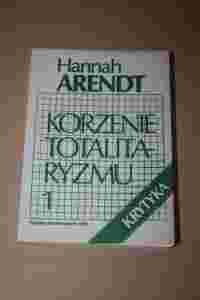 Hannah
ARENDT
KORZENIE
TOTALITA-
RYZMU
1
KRYTYKA